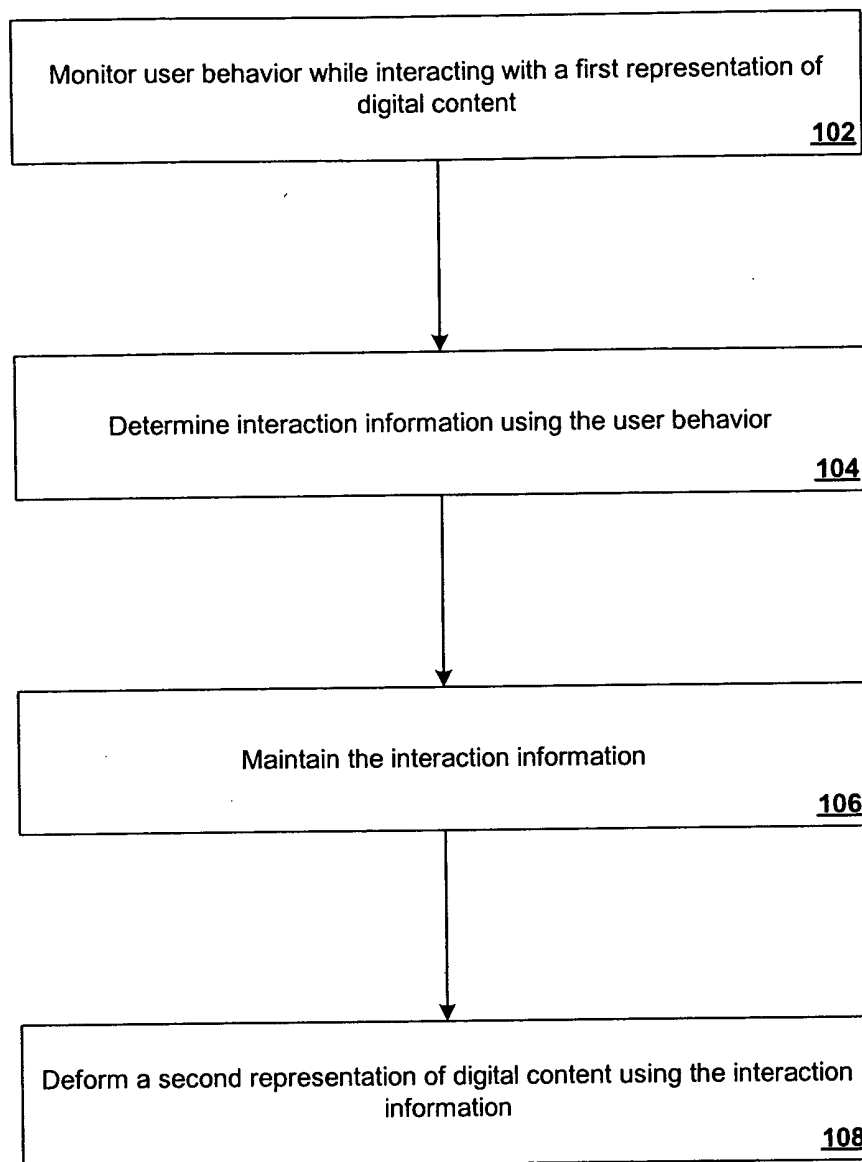 Monitor user behavior while interacting with a first representation of
digital content
102
Determine interaction information using the user behavior
104
Maintain the interaction information
106
Deform a second representation of digital content using the interaction
information
108